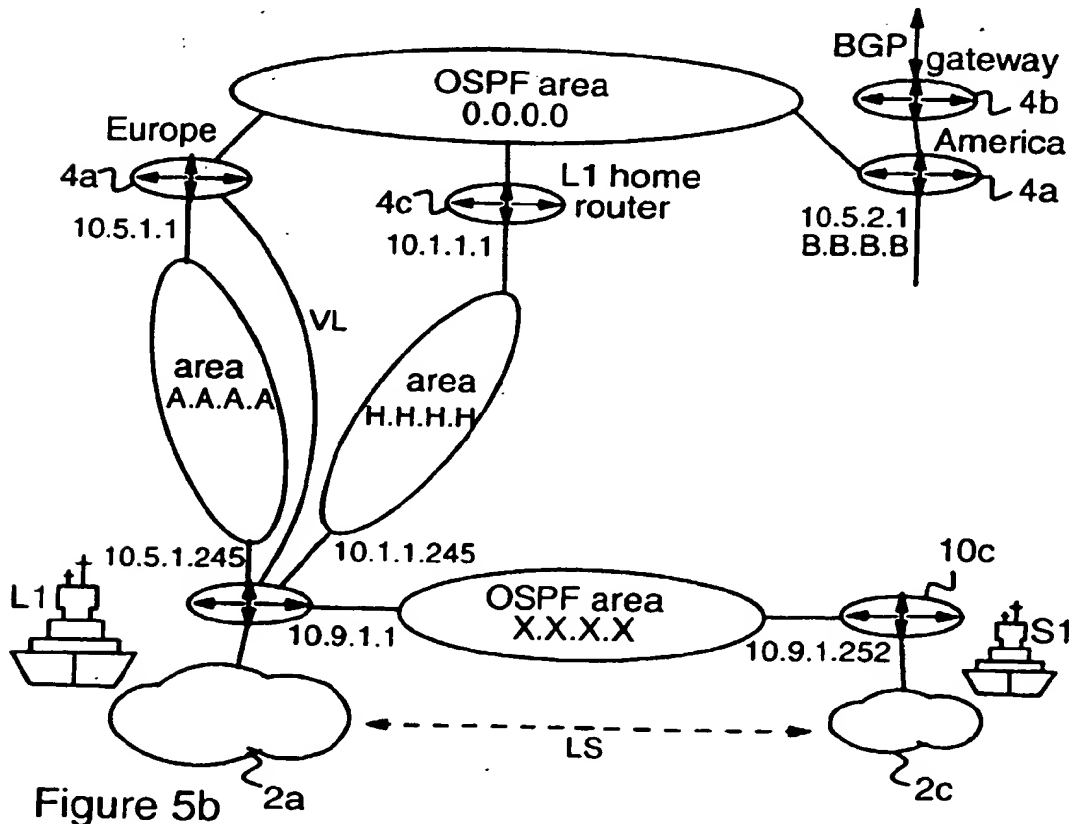 BGP
gateway
4b
OSPF area
0.0.0.0
Europe
America
4a
4a
L1 home
router
4c
10.5.1.1
10.1.1.1
10.5.2.1
B.B.B.B
VL
area
A.A.A.A
area
H.H.H.H
10.5.1.245
10.1.1.245
10c
L1
OSPF area
X.X.X.X
S1
10.9.1.1
10.9.1.252
LS
2a
2c
Figure 5b